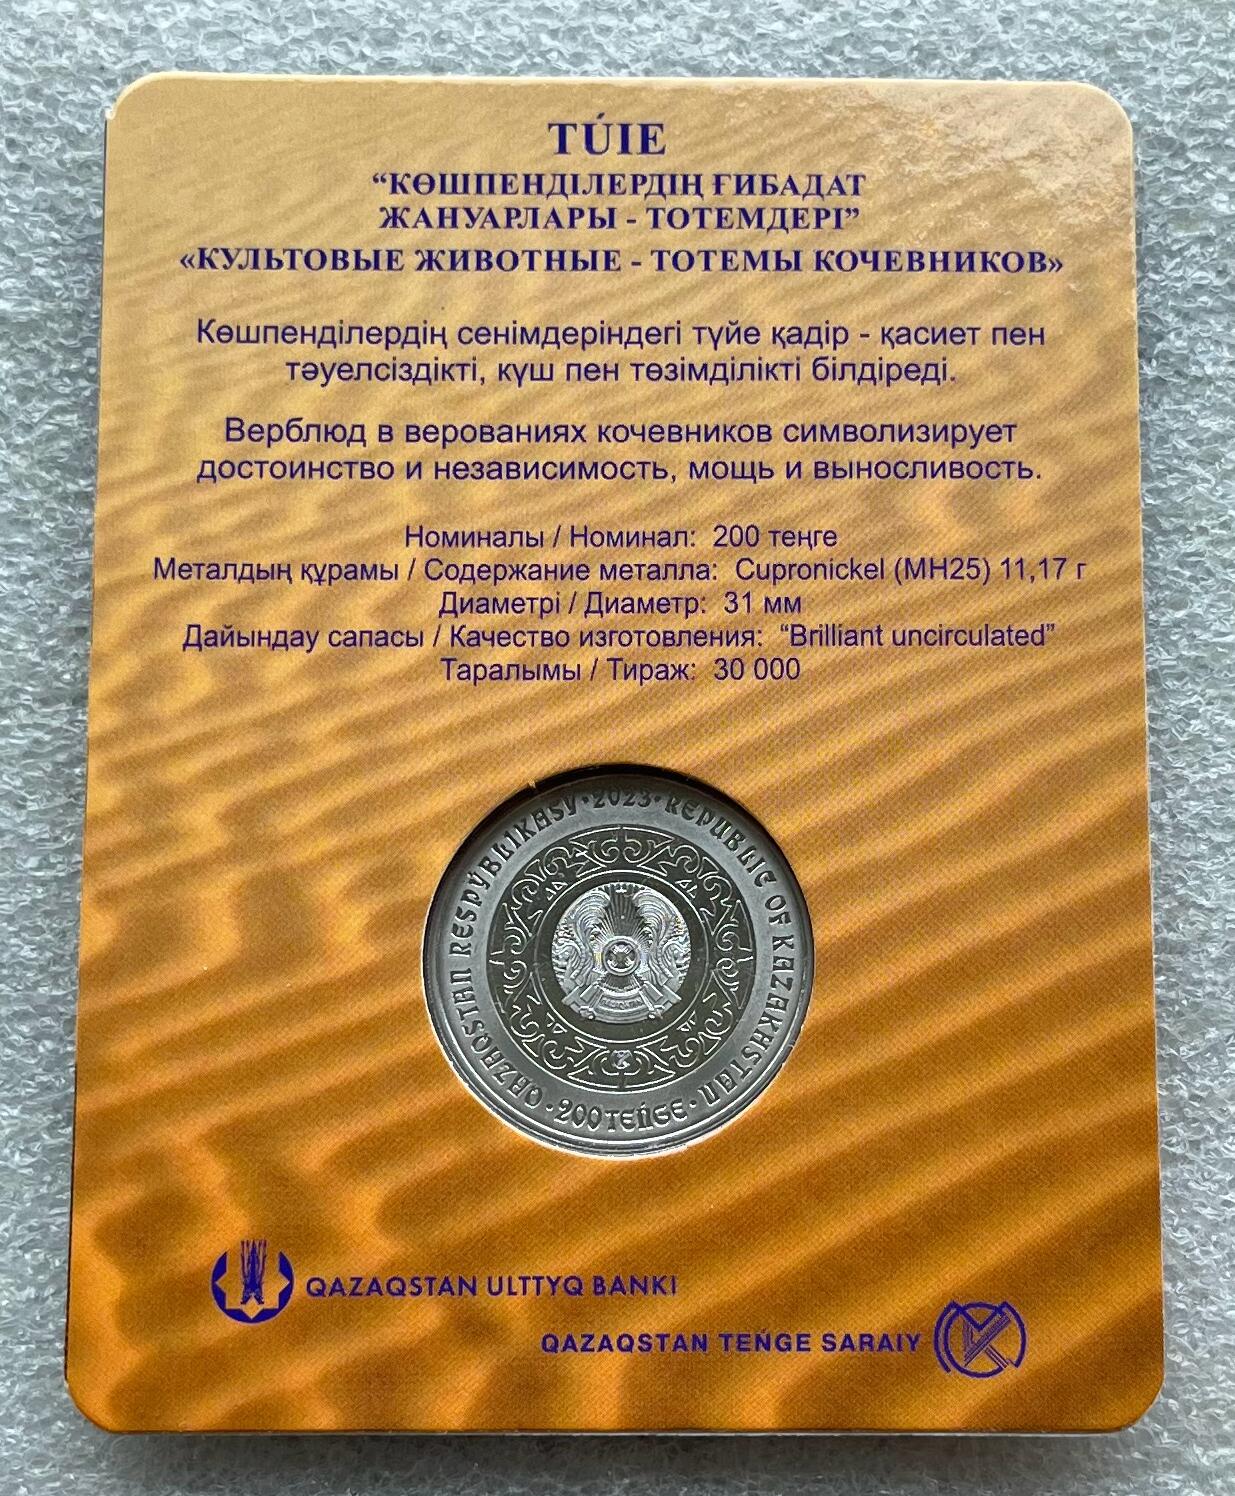 TÚIE
“КӨШПЕНДІЛЕРДІҢ ҒИБАДАТ
ЖАНУАРЛАРЫ - ТОТЕМДЕРІ”
«КУЛЬТОВЫЕ ЖИВОТНЫЕ - ТОТЕМЫ КОЧЕВНИКОВ»
Көшпенділердің сенімдеріндегі түйе қадір - қасиет пен
тәуелсіздікті, күш пен төзімділікті білдіреді.
Верблюд в верованиях кочевников символизирует
достоинство и независимость, мощь и выносливость.
Номиналы / Номинал: 200 теңге
Металдың құрамы / Содержание металла: Cupronickel (МН25) 11,17 г
Диаметрі / Диаметр: 31 мм
Дайындау сапасы / Качество изготовления: “Brilliant uncirculated”
Таралымы / Тираж: 30 000
QAZAQSTAN RESPÝBLIKASY · 2023 · REPUBLIC OF KAZAKHSTAN
· 200 TEŃGE ·
QAZAQSTAN ULTTYQ BANKI
QAZAQSTAN TEŃGE SARAIY